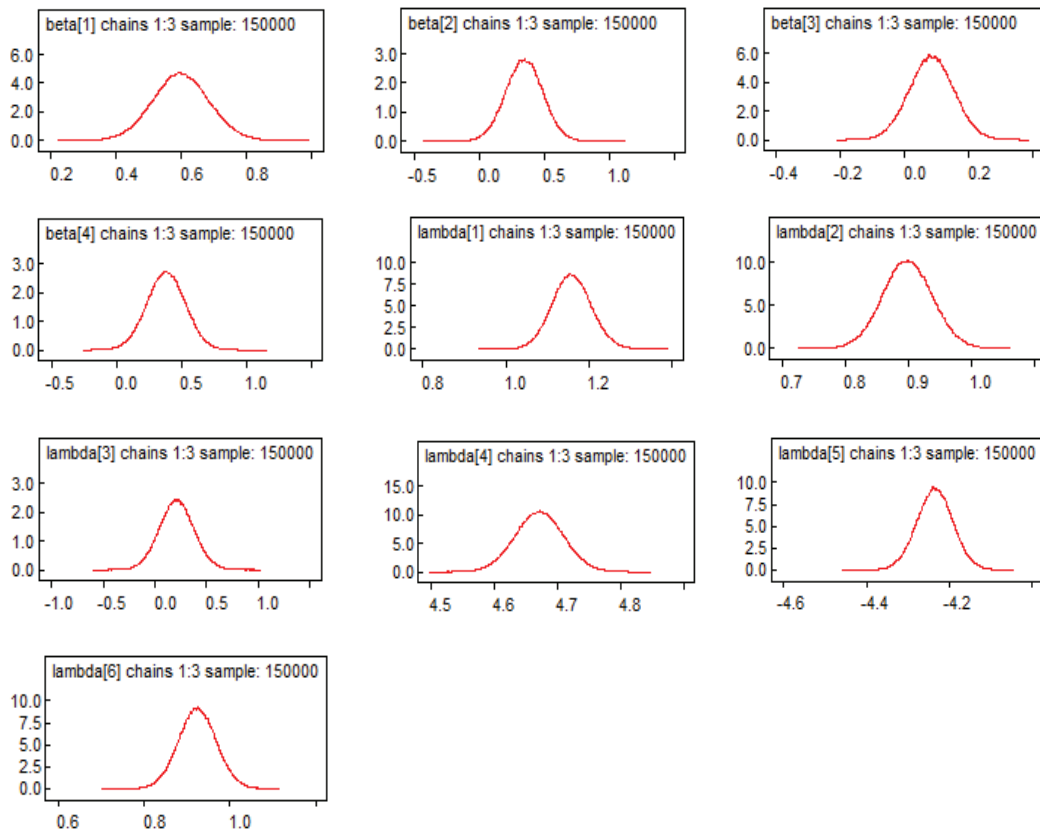 beta[1] chains 1:3 sample: 150000
6.0
4.0
2.0
0.0
0.2 0.4 0.6 0.8
beta[2] chains 1:3 sample: 150000
3.0
2.0
1.0
0.0
-0.5 0.0 0.5 1.0
beta[3] chains 1:3 sample: 150000
6.0
4.0
2.0
0.0
-0.4 -0.2 0.0 0.2
beta[4] chains 1:3 sample: 150000
3.0
2.0
1.0
0.0
-0.5 0.0 0.5 1.0
lambda[1] chains 1:3 sample: 150000
10.0
7.5
5.0
2.5
0.0
0.8 1.0 1.2
lambda[2] chains 1:3 sample: 150000
10.0
5.0
0.0
0.7 0.8 0.9 1.0
lambda[3] chains 1:3 sample: 150000
3.0
2.0
1.0
0.0
-1.0 -0.5 0.0 0.5 1.0
lambda[4] chains 1:3 sample: 150000
15.0
10.0
5.0
0.0
4.5 4.6 4.7 4.8
lambda[5] chains 1:3 sample: 150000
10.0
7.5
5.0
2.5
0.0
-4.6 -4.4 -4.2
lambda[6] chains 1:3 sample: 150000
10.0
7.5
5.0
2.5
0.0
0.6 0.8 1.0